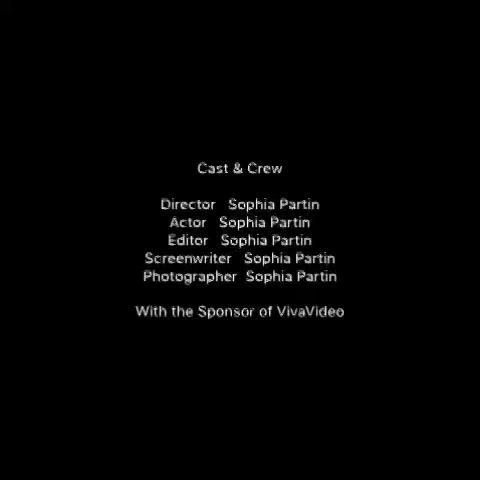 Cast & Crew
Director Sophia Partin
Actor Sophia Partin
Editor Sophia Partin
Screenwriter Sophia Partin
Photographer Sophia Partin
With the Sponsor of VivaVideo